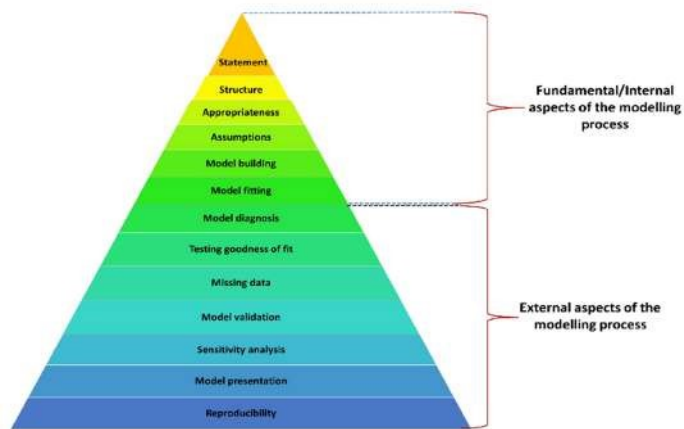 Statement
Structure
Appropriateness
Assumptions
Model building
Model fitting
Model diagnosis
Testing goodness of fit
Missing data
Model validation
Sensitivity analysis
Model presentation
Reproducibility
Fundamental/Internal
aspects of the modelling
process
External aspects of the
modelling process